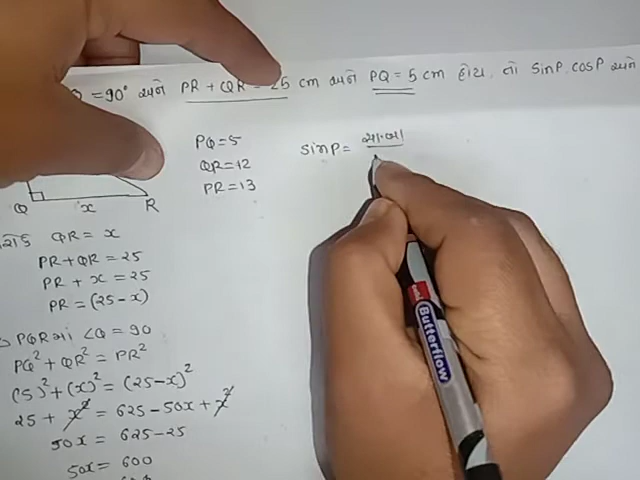 Q = 90° અને PR + QR = 25 cm અને PQ = 5 cm હોય, તો sinP, cosP અને
PQ = 5
QR = 12
PR = 13
sinP = સા.બા
Q x R
QR = x
PR + QR = 25
PR + x = 25
PR = (25 - x)
PQRમાં ∠Q = 90
PQ² + QR² = PR²
(5)² + (x)² = (25 - x)²
25 + x² = 625 - 50x + x²
50x = 625 - 25
50x = 600
Butterflow